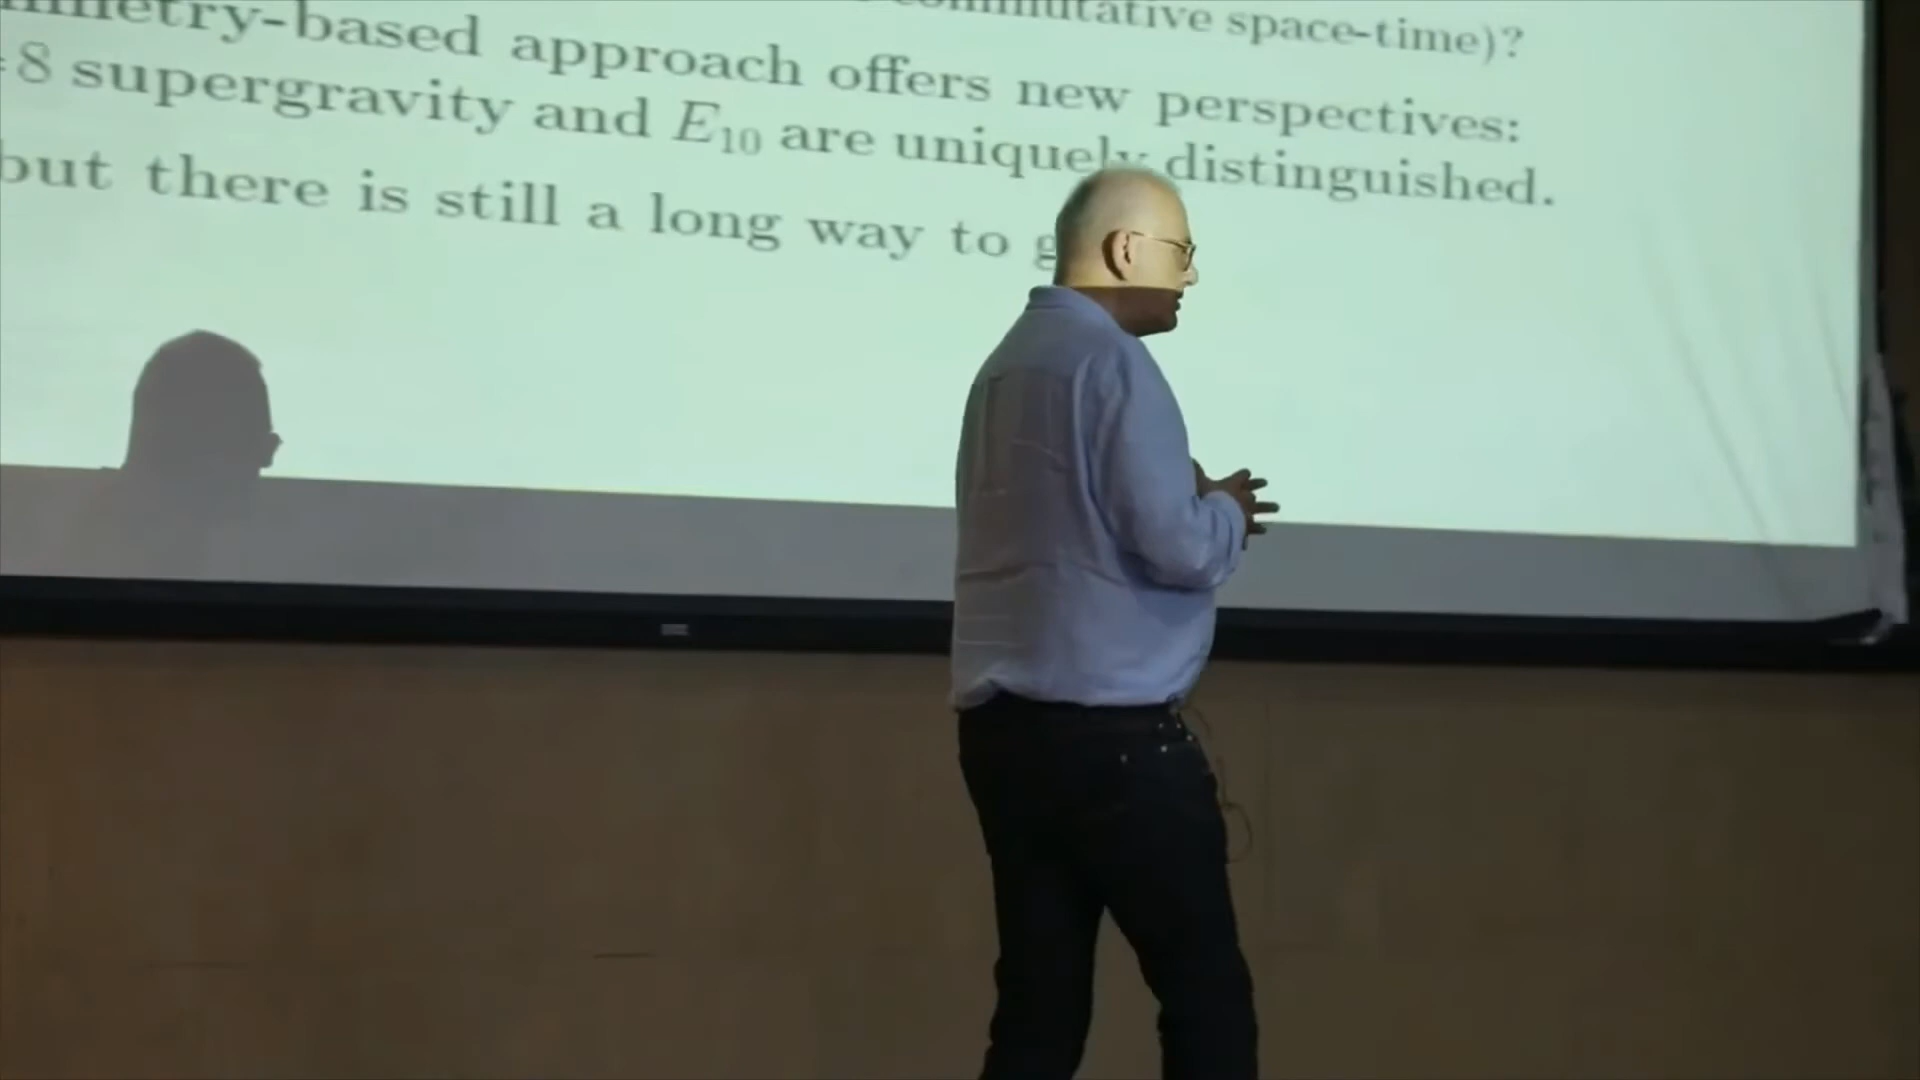 commutative space-time)?
mmetry-based approach offers new perspectives:
=8 supergravity and E₁₀ are uniquely distinguished.
but there is still a long way to g